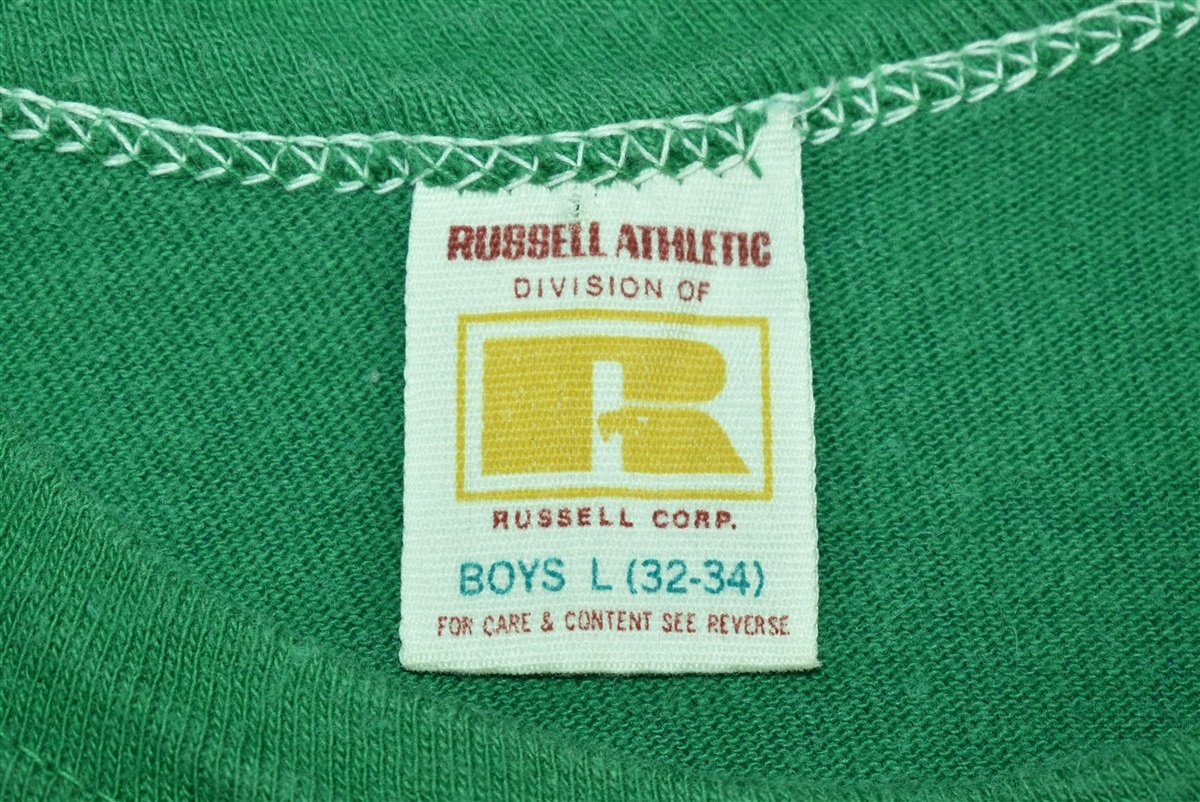 RUSSELL ATHLETIC
DIVISION OF
R
RUSSELL CORP.
BOYS L (32-34)
FOR CARE & CONTENT SEE REVERSE